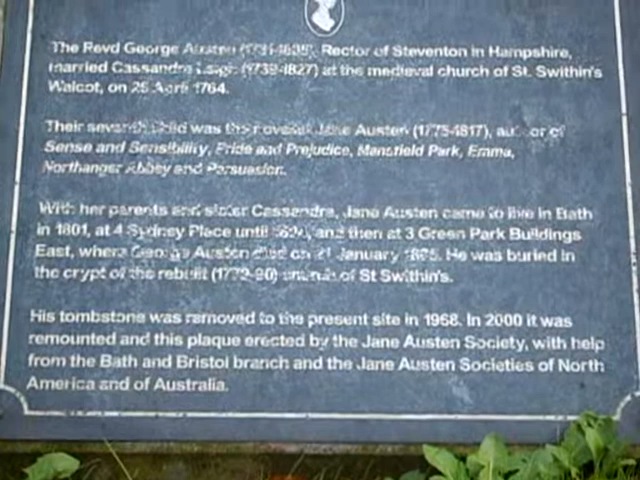 The Revd George Austen (1731-1805), Rector of Steventon in Hampshire,
married Cassandra Leigh (1739-1827) at the medieval church of St. Swithin's
Walcot, on 26 April 1764.
Their seventh child was the novelist Jane Austen (1775-1817), author of
Sense and Sensibility, Pride and Prejudice, Mansfield Park, Emma,
Northanger Abbey and Persuasion.
With her parents and sister Cassandra, Jane Austen came to live in Bath
in 1801, at 4 Sydney Place until and then at 3 Green Park Buildings
East, where George Austen died on 21 January 1805. He was buried in
the crypt of the rebuilt church of St Swithin's.
His tombstone was removed to the present site in 1968. In 2000 it was
remounted and this plaque erected by the Jane Austen Society, with help
from the Bath and Bristol branch and the Jane Austen Societies of North
America and of Australia.